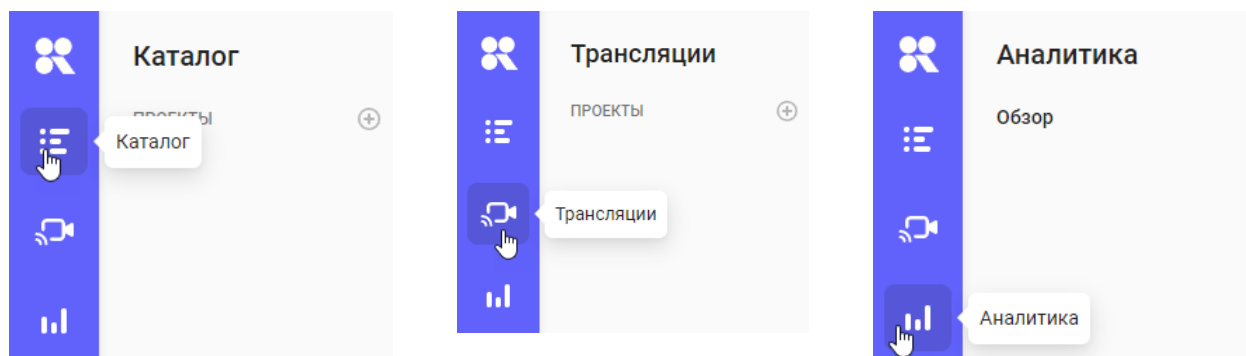 Каталог
ПРОЕКТЫ
Каталог
Трансляции
ПРОЕКТЫ
Трансляции
Аналитика
Обзор
Аналитика